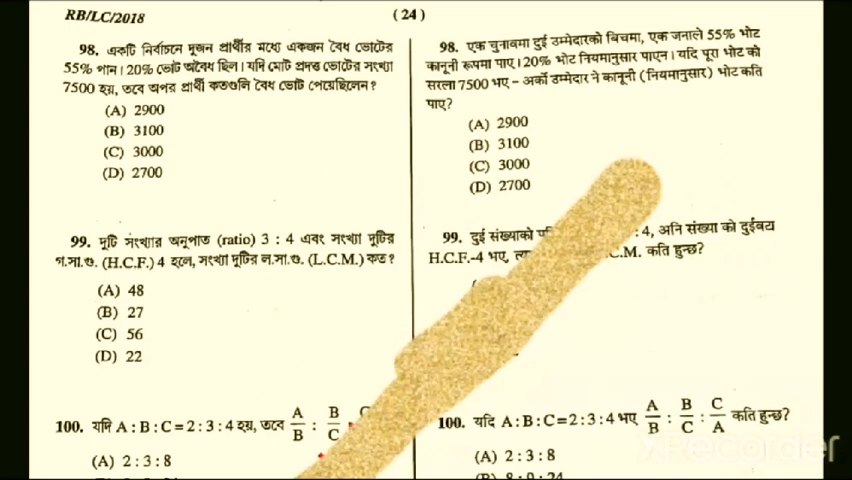 RB/LC/2018
( 24 )
98. একটি নির্বাচনে দুজন প্রার্থীর মধ্যে একজন বৈধ ভোটের
55% পান। 20% ভোট অবৈধ ছিল। যদি মোট প্রদত্ত ভোটের সংখ্যা
7500 হয়, তবে অপর প্রার্থী কতগুলি বৈধ ভোট পেয়েছিলেন?
(A) 2900
(B) 3100
(C) 3000
(D) 2700
99. দুটি সংখ্যার অনুপাত (ratio) 3 : 4 এবং সংখ্যা দুটির
গ.সা.গু. (H.C.F.) 4 হলে, সংখ্যা দুটির ল.সা.গু. (L.C.M.) কত?
(A) 48
(B) 27
(C) 56
(D) 22
100. যদি A : B : C = 2 : 3 : 4 হয়, তবে A/B : B/C :
(A) 2 : 3 : 8
98. एक चुनावमा दुई उम्मेदारको बिचमा, एक जनाले 55% भोट
कानूनी रूपमा पाए। 20% भोट नियमानुसार पाएन। यदि पूरा भोट को
सरला 7500 भए – अर्को उम्मेदार ने कानूनी (नियमानुसार) भोट कति
पाए?
(A) 2900
(B) 3100
(C) 3000
(D) 2700
99. दुई संख्याको : 4, अनि संख्या को दुईबटा
H.C.F.-4 भए, C.M. कति हुन्छ?
100. यदि A : B : C = 2 : 3 : 4 भए A/B : B/C : C/A कति हुन्छ?
(A) 2 : 3 : 8
(B) 8 : 9 : 24
XRecorder